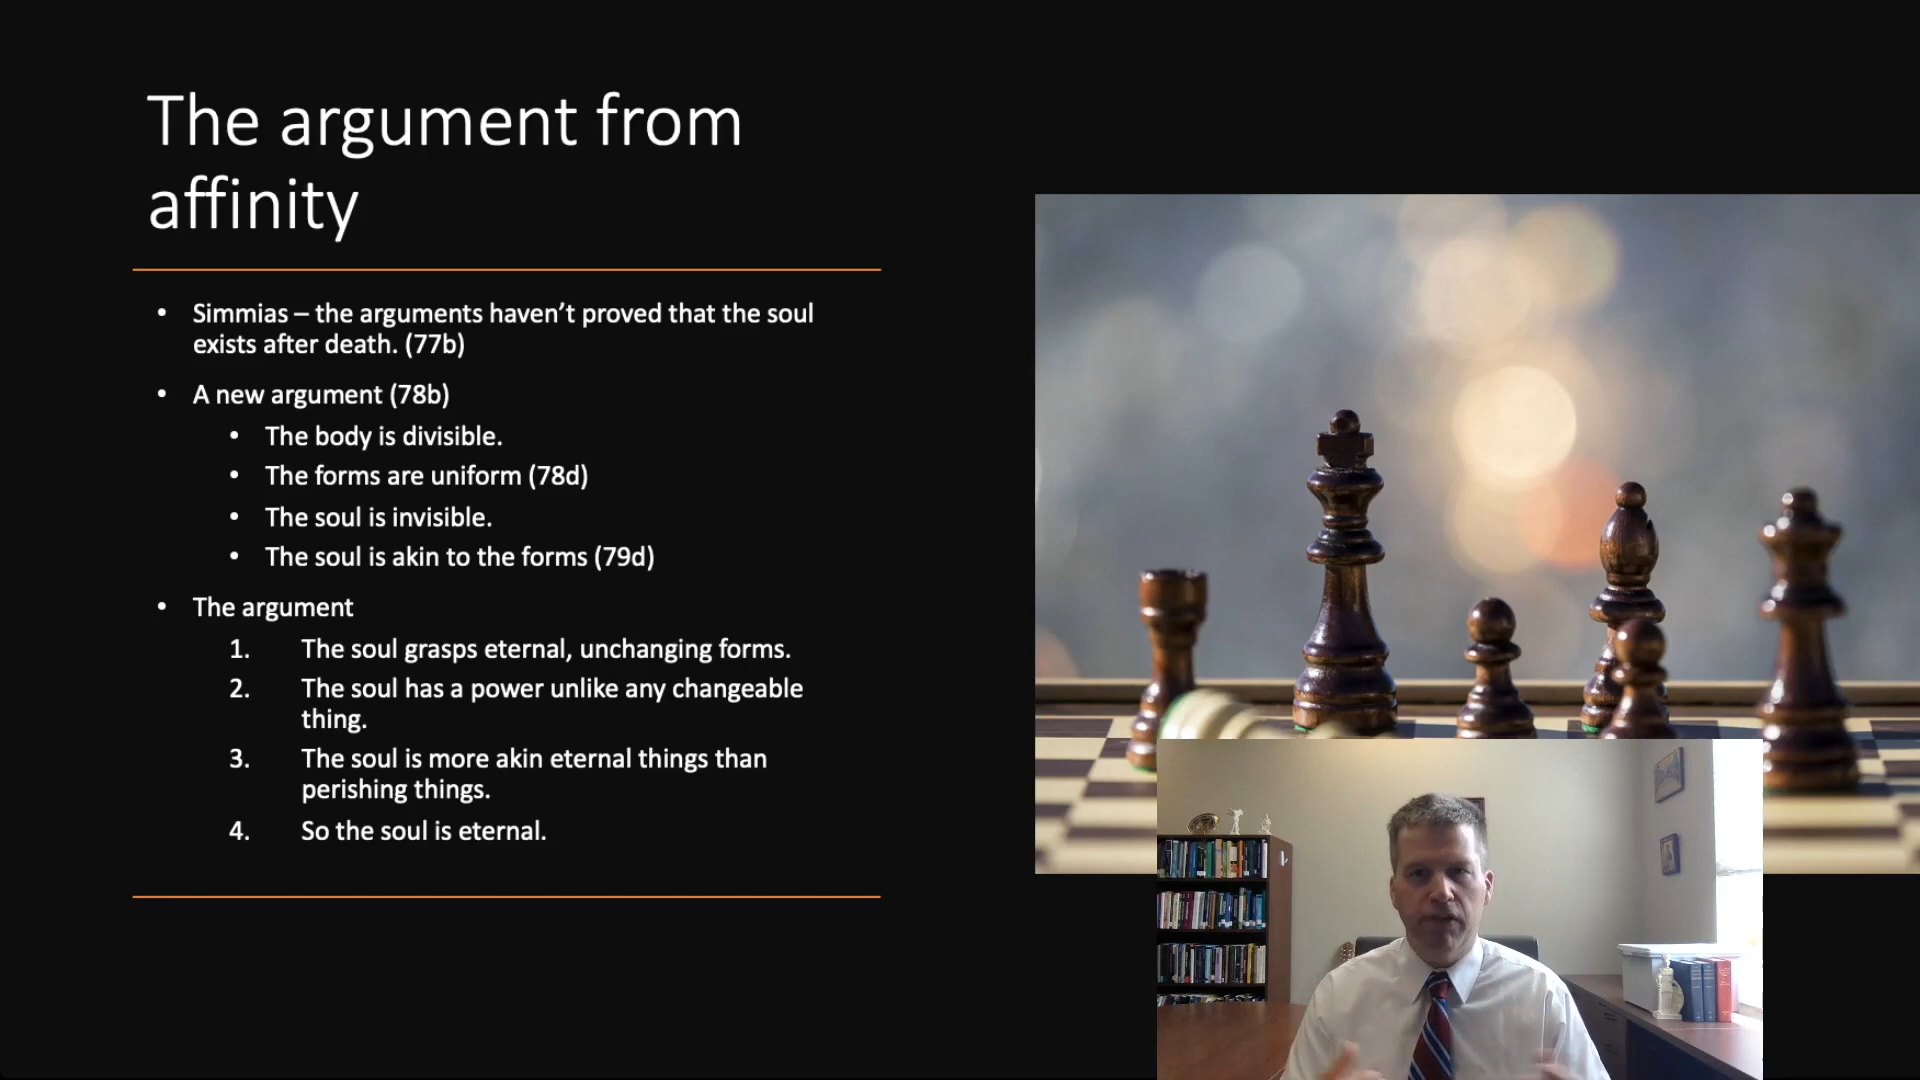 The argument from
affinity
• Simmias – the arguments haven’t proved that the soul
exists after death. (77b)
• A new argument (78b)
• The body is divisible.
• The forms are uniform (78d)
• The soul is invisible.
• The soul is akin to the forms (79d)
• The argument
1. The soul grasps eternal, unchanging forms.
2. The soul has a power unlike any changeable
thing.
3. The soul is more akin eternal things than
perishing things.
4. So the soul is eternal.